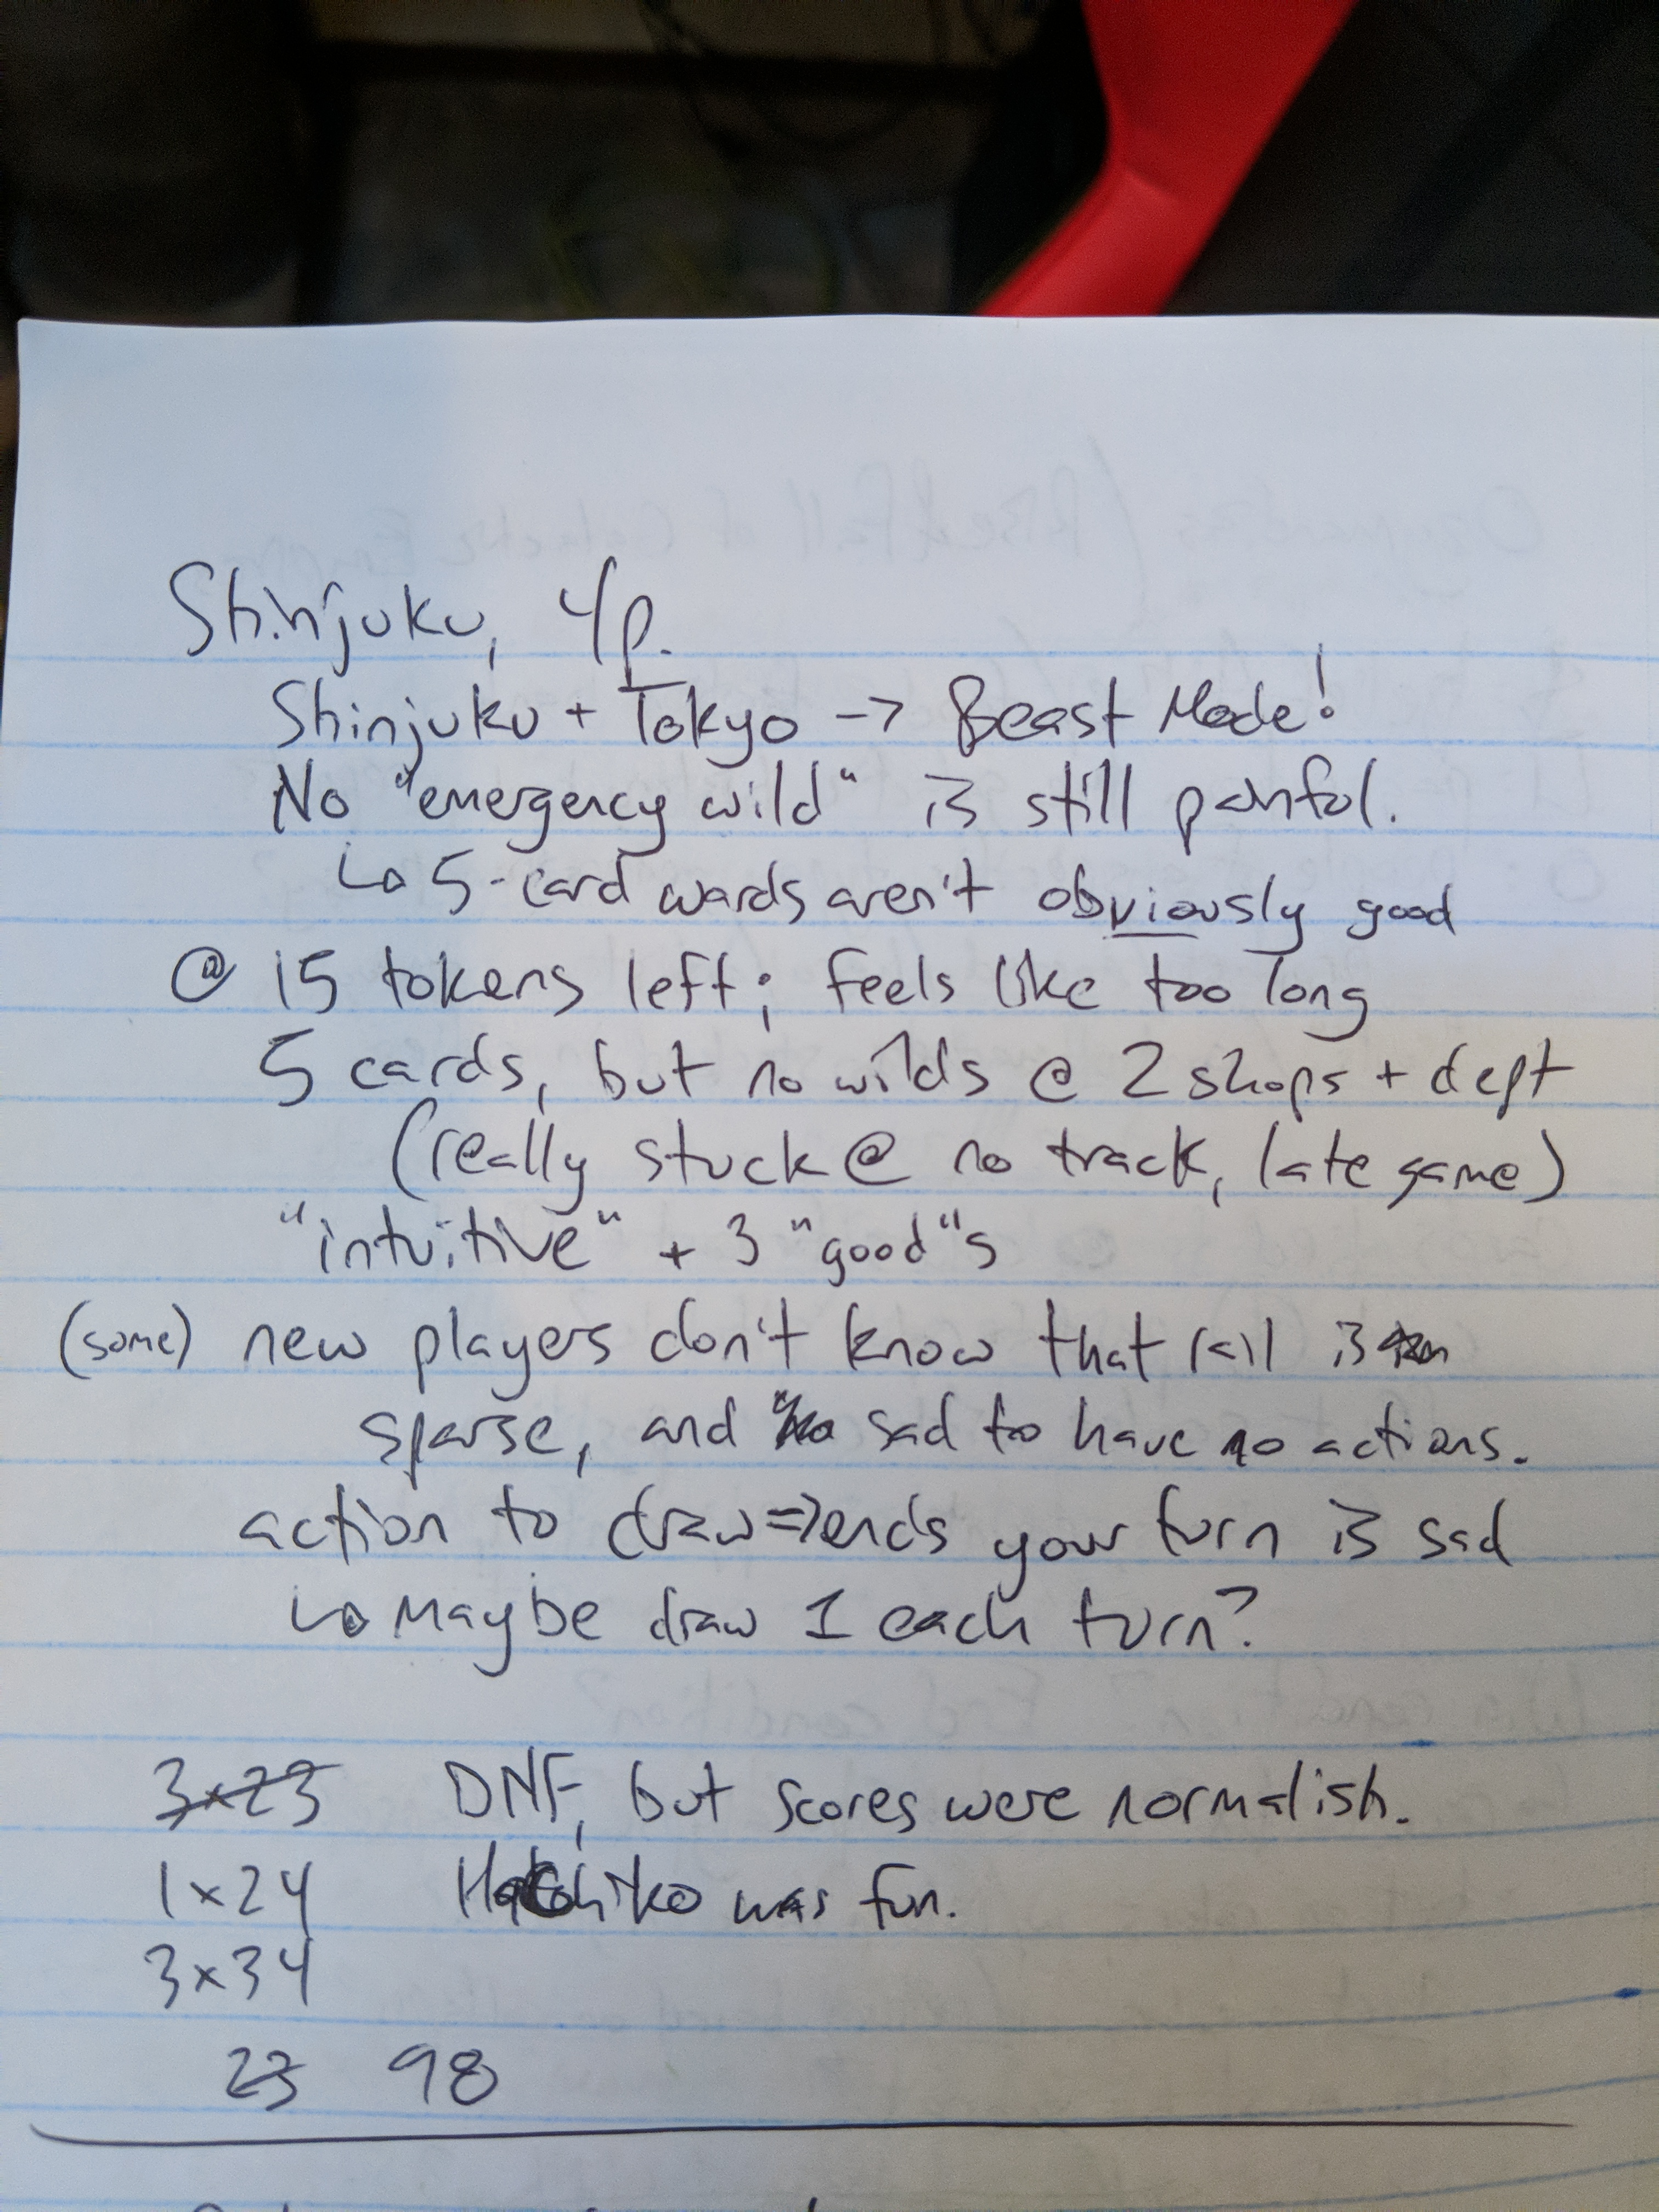 Shinjuku, 4p.
Shinjuku + Tokyo -> Beast Mode!
No "emergency wild" is still painful.
↳ 5-card wards aren't obviously good
@ 15 tokens left; feels like too long
5 cards, but no wilds @ 2 shops + dept
(really stuck @ no track, late game)
"intuitive" + 3 "good"s
(some) new players don't know that rail is
sparse, and sad to have no actions.
action to draw => ends your turn is sad
↳ Maybe draw 1 each turn?
3x23 DNF, but scores were normalish.
1x24 Hachiko was fun.
3x34
23 98